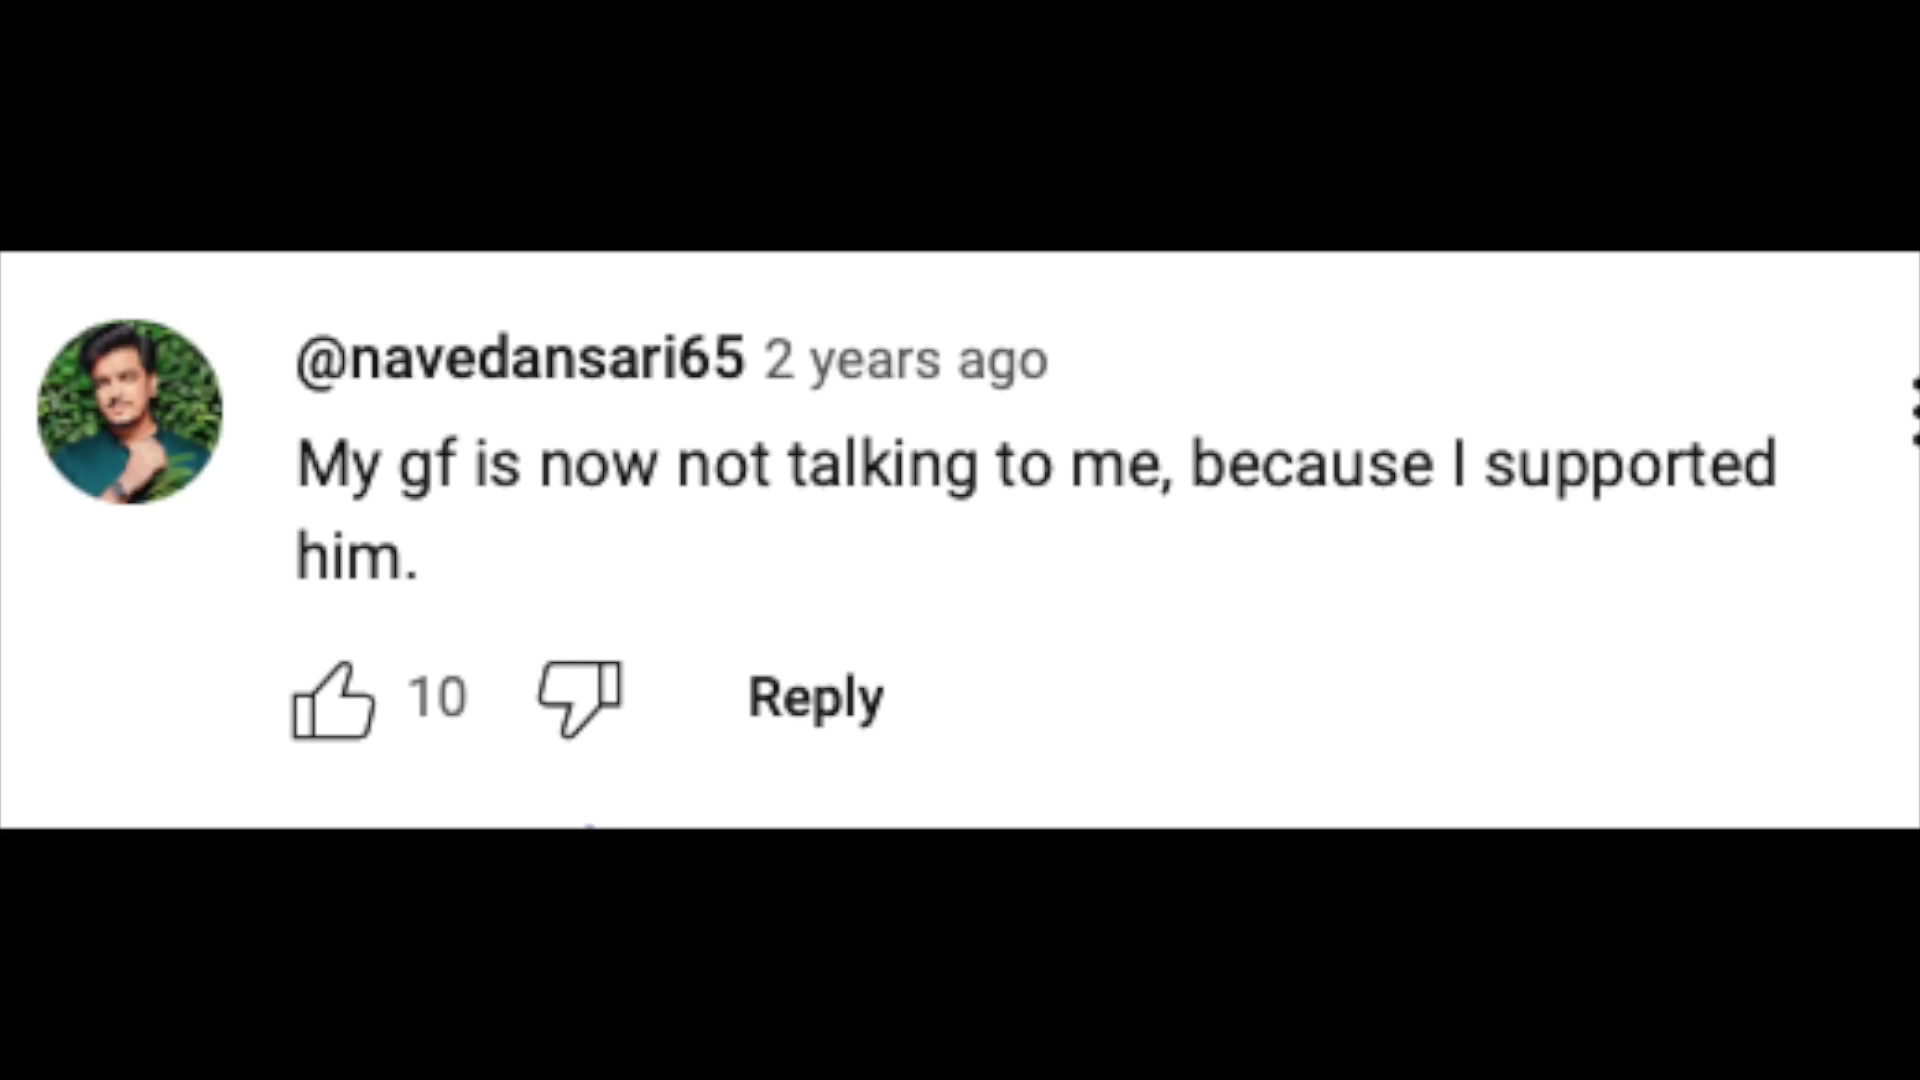 @navedansari65 2 years ago
My gf is now not talking to me, because I supported
him.
10 Reply